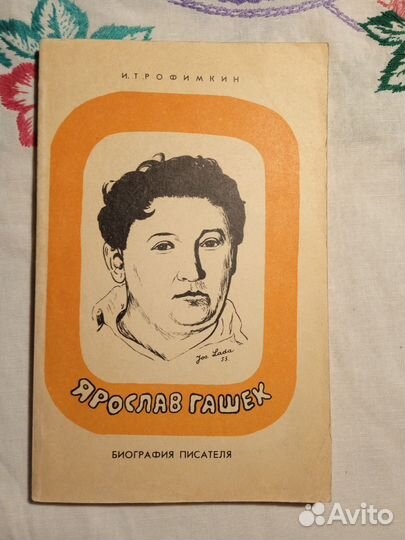 И. ТРОФИМКИН
Jos. Lada
53.
ЯРОСЛАВ ГАШЕК
БИОГРАФИЯ ПИСАТЕЛЯ
Avito